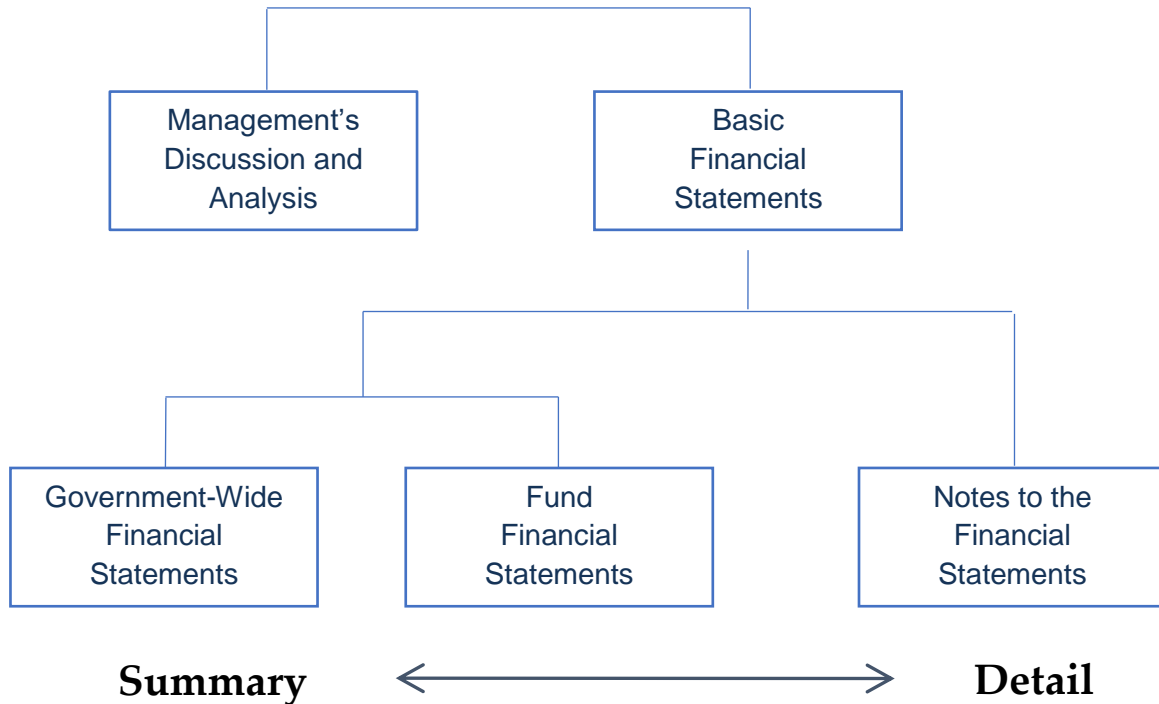 Management’s
Discussion and
Analysis
Basic
Financial
Statements
Government-Wide
Financial
Statements
Fund
Financial
Statements
Notes to the
Financial
Statements
Summary
Detail